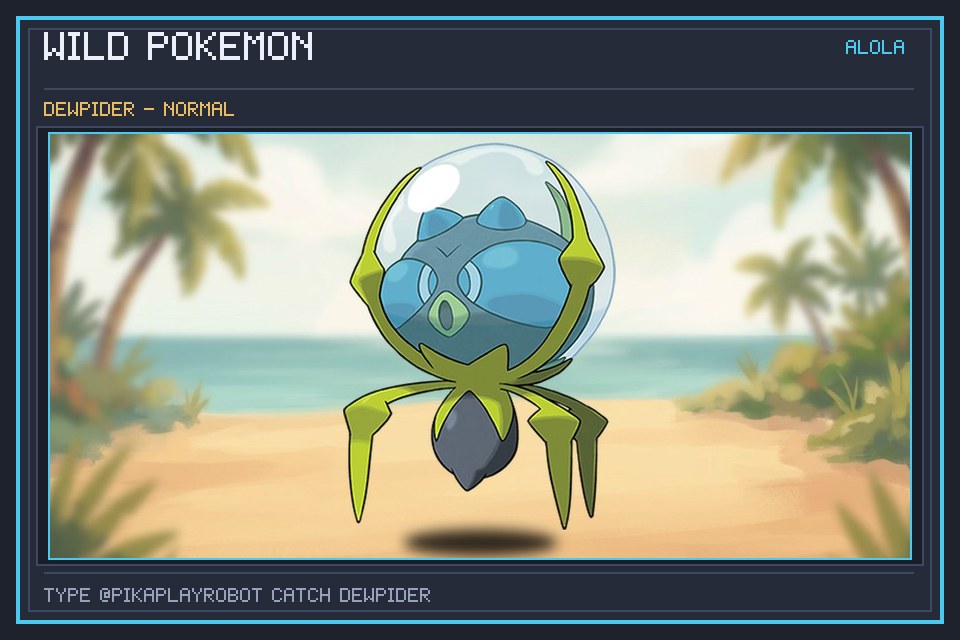 WILD POKEMON
ALOLA
DEWPIDER - NORMAL
TYPE @PIKAPLAYROBOT CATCH DEWPIDER